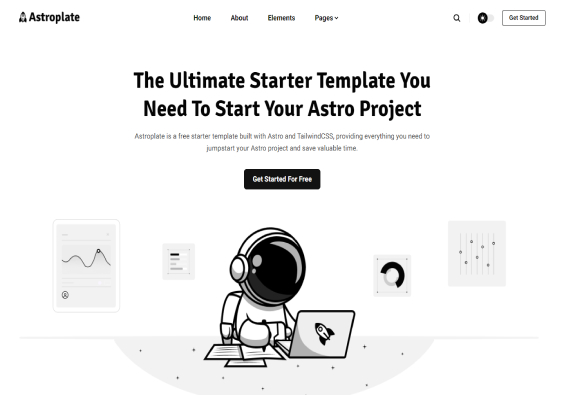 Astroplate
Home
About
Elements
Pages
Get Started
The Ultimate Starter Template You
Need To Start Your Astro Project
Astroplate is a free starter template built with Astro and TailwindCSS, providing everything you need to
jumpstart your Astro project and save valuable time.
Get Started For Free